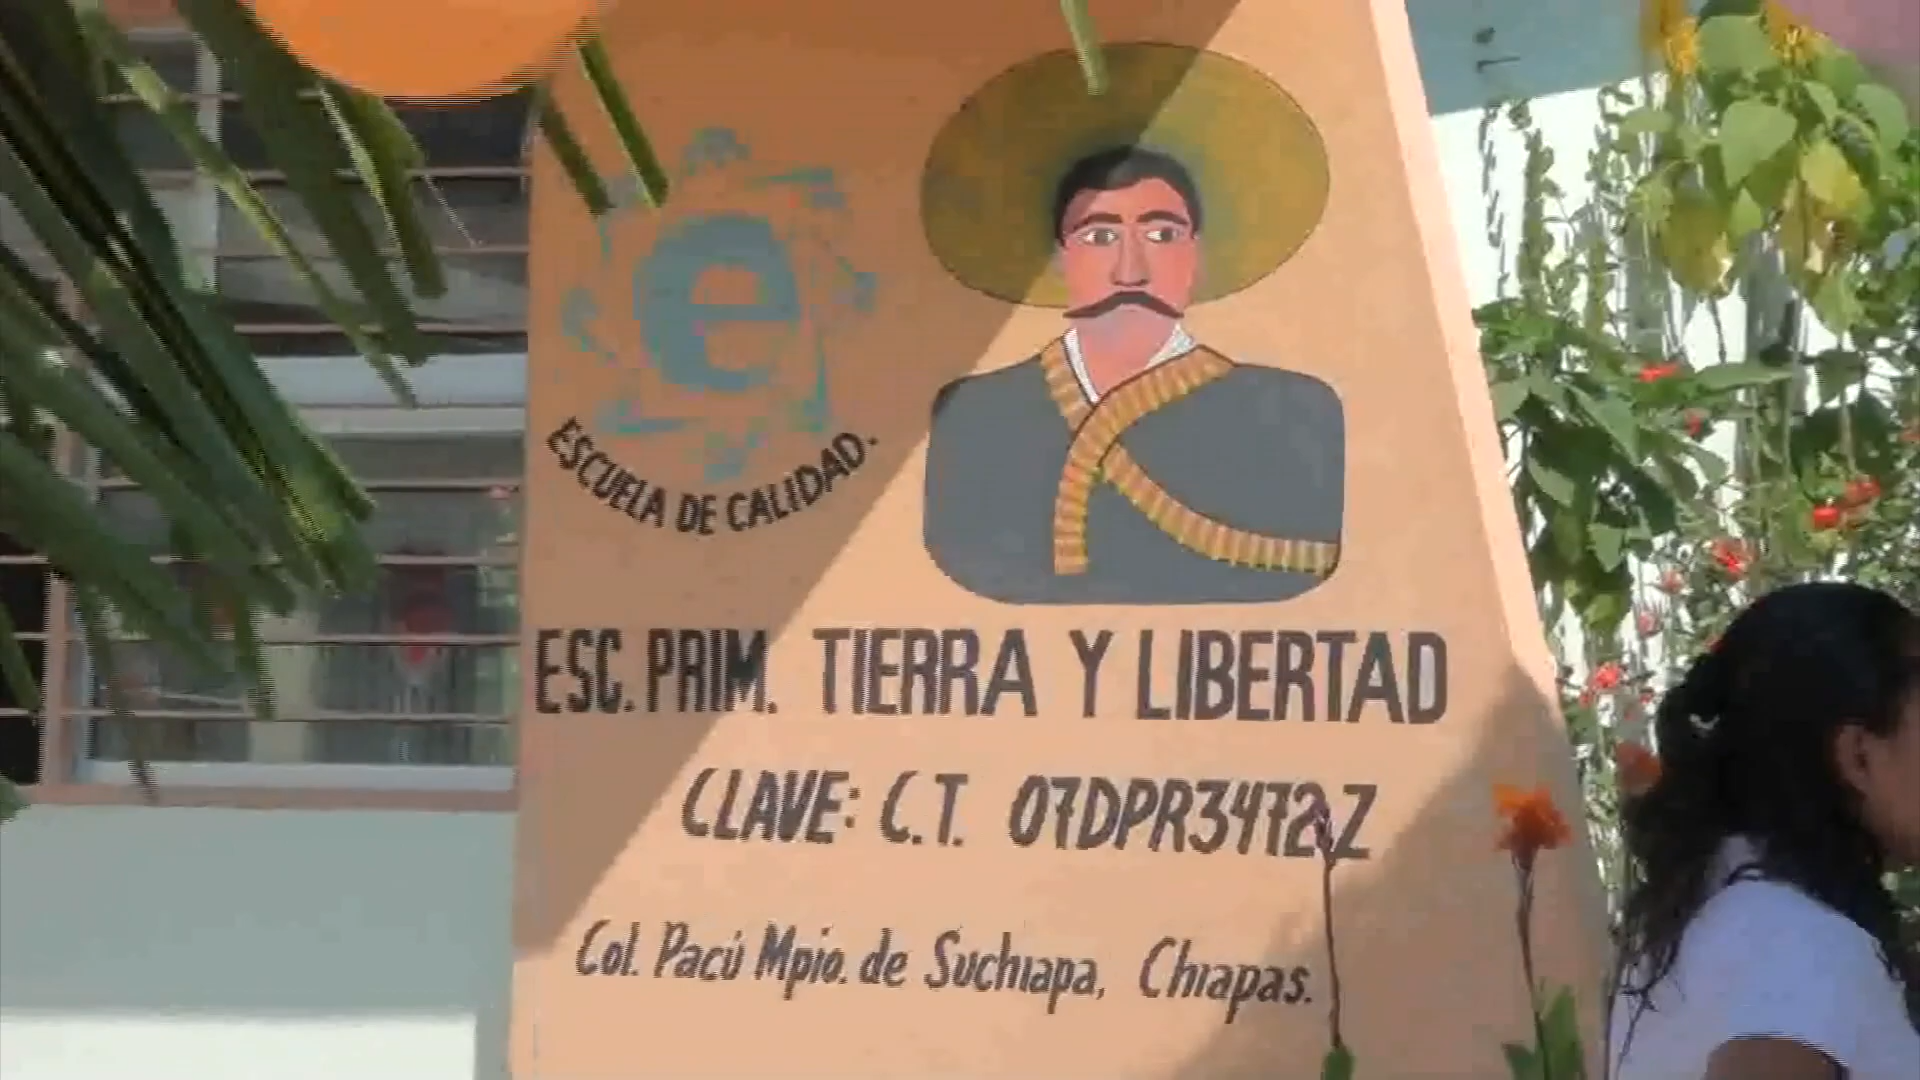 e
ESCUELA DE CALIDAD.
ESC. PRIM. TIERRA Y LIBERTAD
CLAVE: C.T. 07DPR3472Z
Col. Pacú Mpio. de Suchiapa, Chiapas.